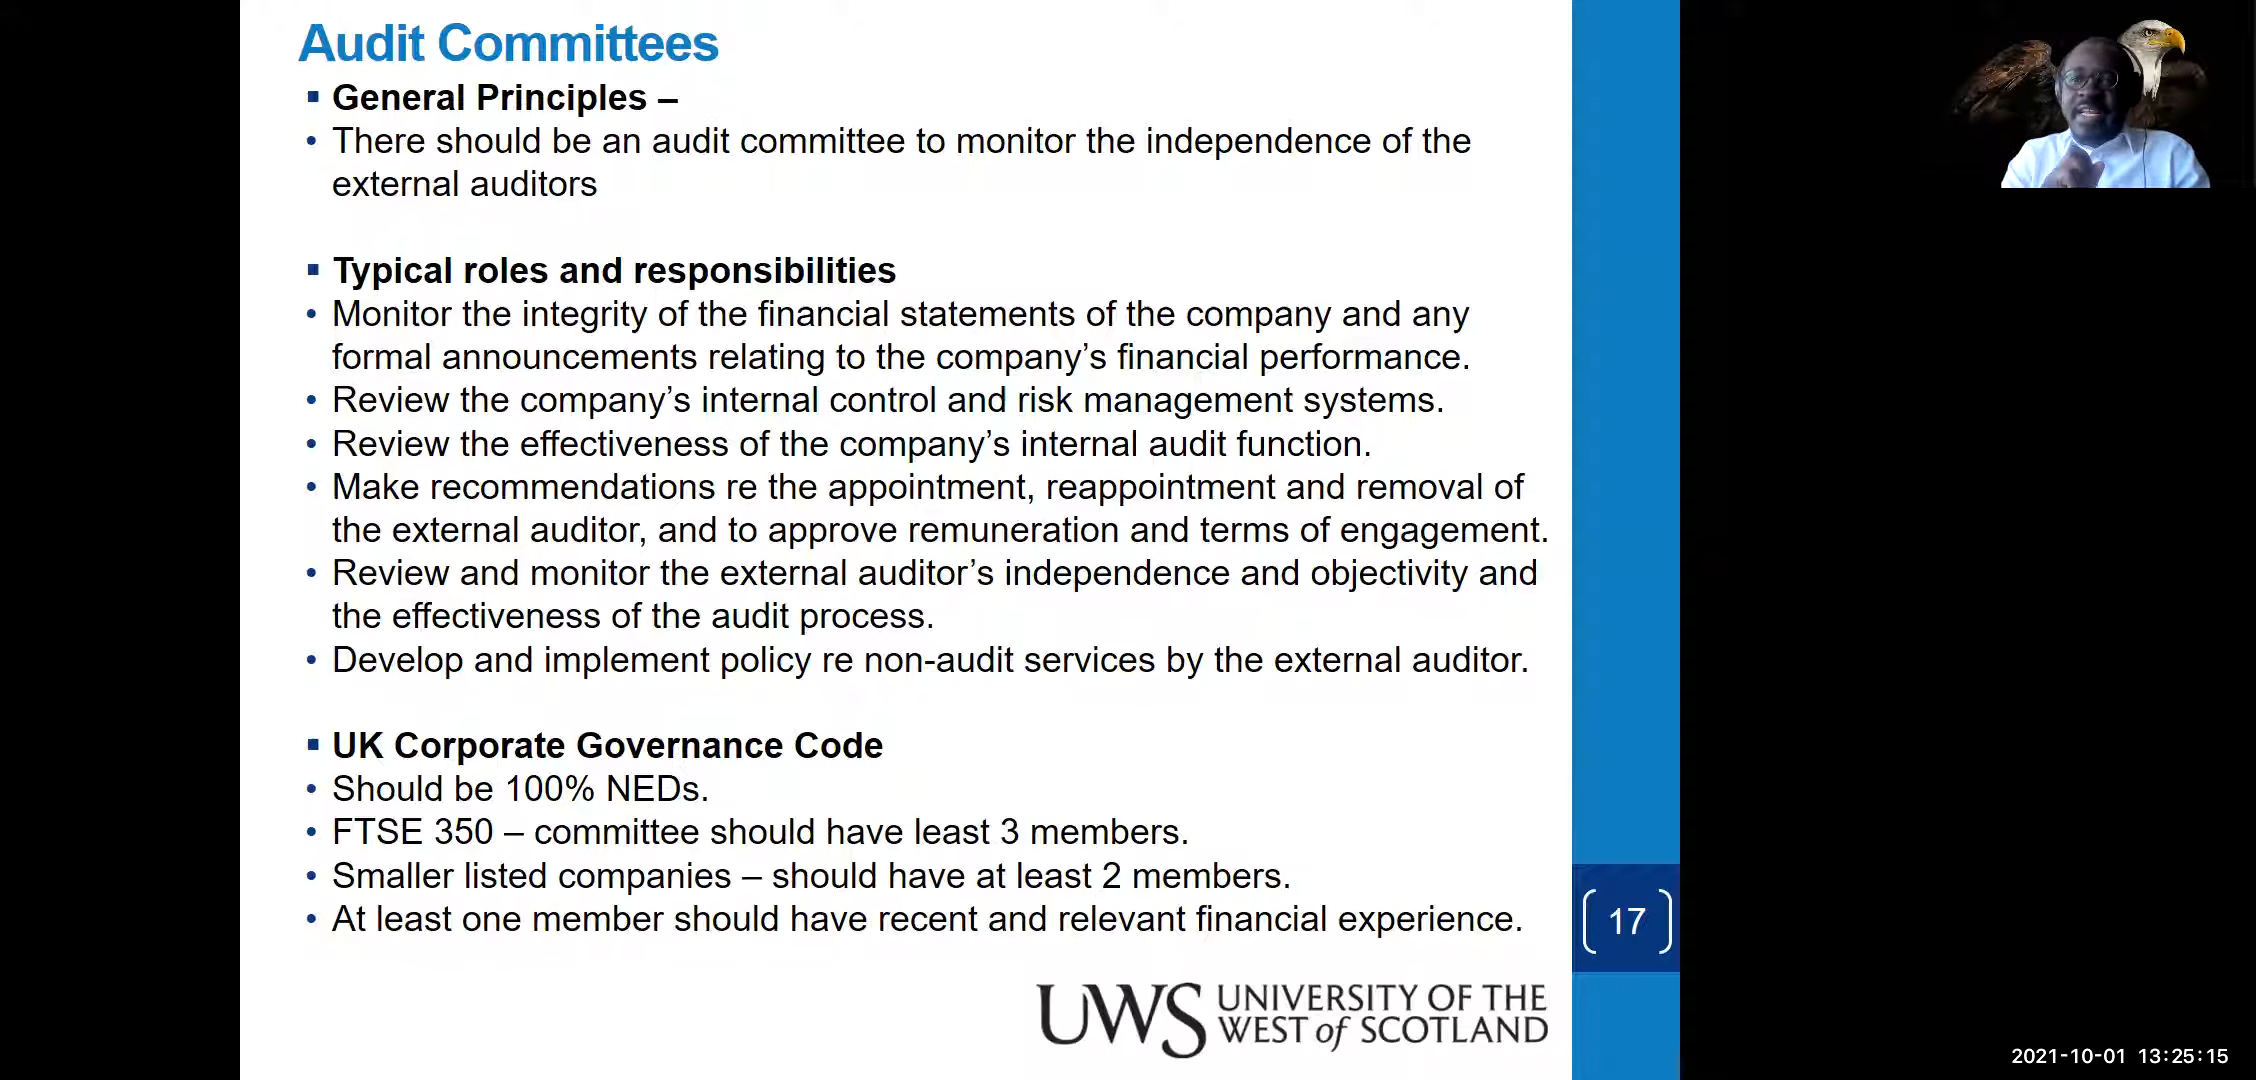 Audit Committees
▪ General Principles –
• There should be an audit committee to monitor the independence of the
external auditors
▪ Typical roles and responsibilities
• Monitor the integrity of the financial statements of the company and any
formal announcements relating to the company’s financial performance.
• Review the company’s internal control and risk management systems.
• Review the effectiveness of the company’s internal audit function.
• Make recommendations re the appointment, reappointment and removal of
the external auditor, and to approve remuneration and terms of engagement.
• Review and monitor the external auditor’s independence and objectivity and
the effectiveness of the audit process.
• Develop and implement policy re non-audit services by the external auditor.
▪ UK Corporate Governance Code
• Should be 100% NEDs.
• FTSE 350 – committee should have least 3 members.
• Smaller listed companies – should have at least 2 members.
• At least one member should have recent and relevant financial experience.
17
UWS UNIVERSITY OF THE
WEST of SCOTLAND
2021-10-01 13:25:15